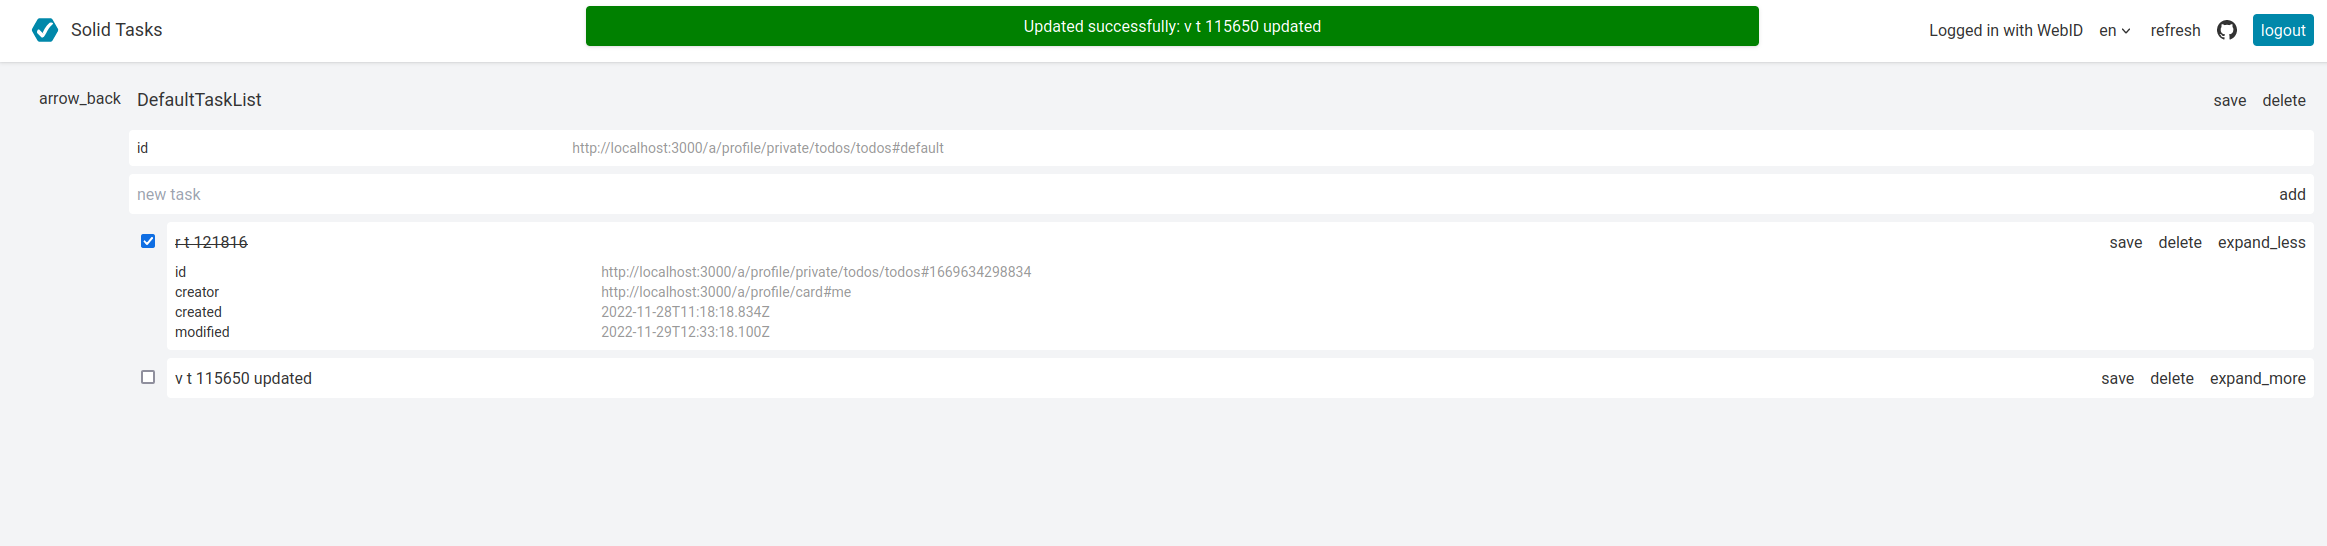 Solid Tasks
Updated successfully: v t 115650 updated
Logged in with WebID en refresh logout
arrow_back DefaultTaskList save delete
id http://localhost:3000/a/profile/private/todos/todos#default
new task add
r t 121816 save delete expand_less
id http://localhost:3000/a/profile/private/todos/todos#1669634298834
creator http://localhost:3000/a/profile/card#me
created 2022-11-28T11:18:18.834Z
modified 2022-11-29T12:33:18.100Z
v t 115650 updated save delete expand_more